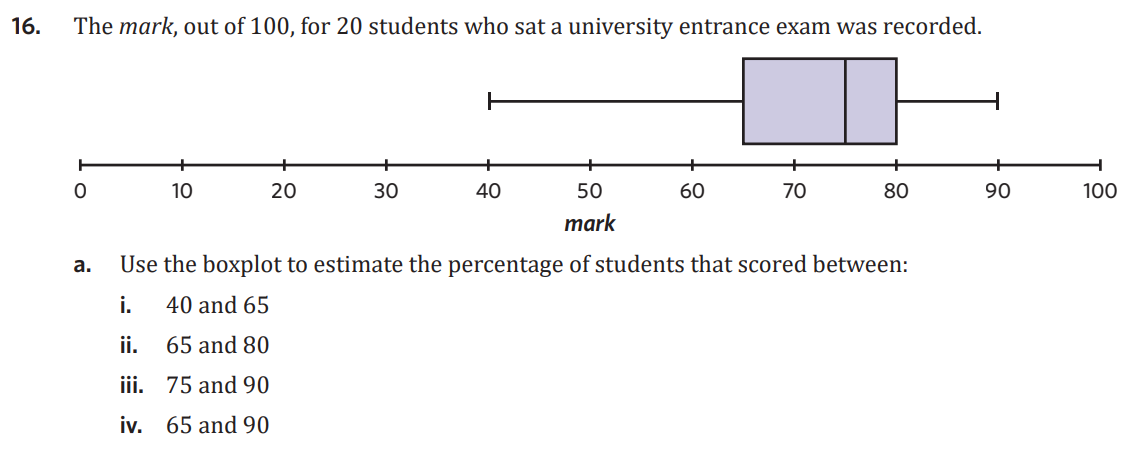 16. The mark, out of 100, for 20 students who sat a university entrance exam was recorded.
0 10 20 30 40 50 60 70 80 90 100
mark
a. Use the boxplot to estimate the percentage of students that scored between:
i. 40 and 65
ii. 65 and 80
iii. 75 and 90
iv. 65 and 90